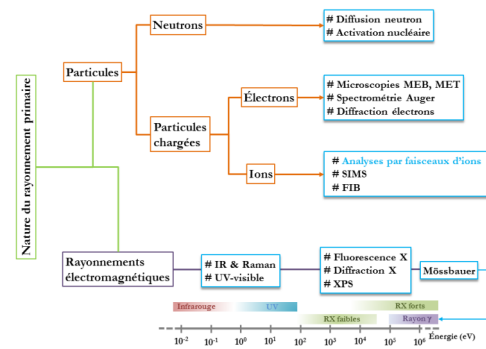 Nature du rayonnement primaire
Particules
Neutrons
# Diffusion neutron
# Activation nucléaire
Particules
chargées
Électrons
# Microscopies MEB, MET
# Spectrométrie Auger
# Diffraction électrons
Ions
# Analyses par faisceaux d'ions
# SIMS
# FIB
Rayonnements
électromagnétiques
# IR & Raman
# UV-visible
# Fluorescence X
# Diffraction X
# XPS
Mössbauer
Infrarouge
UV
RX forts
RX faibles
Rayon γ
10⁻² 10⁻¹ 10⁰ 10¹ 10² 10³ 10⁴ 10⁵ 10⁶
Énergie (eV)